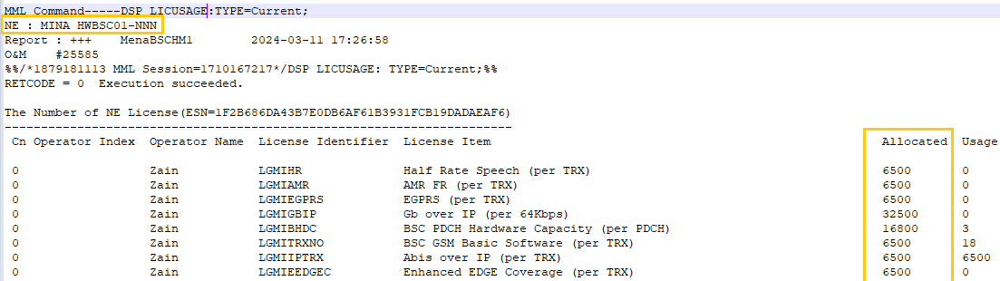 MML Command-----DSP LICUSAGE:TYPE=Current;
NE : MINA HWBSC01-NNN
Report : +++    MenaBSCHM1        2024-03-11 17:26:58
O&M    #25585
%%/*1879181113 MML Session=1710167217*/DSP LICUSAGE: TYPE=Current;%%
RETCODE = 0  Execution succeeded.
The Number of NE License(ESN=1F2B686DA43B7E0DB6AF61B3931FCB19DADAEAF6)
-----------------------------------------------------------------------
Cn Operator Index  Operator Name  License Identifier  License Item  Allocated  Usage
0  Zain  LGMIHR  Half Rate Speech (per TRX)  6500  0
0  Zain  LGMIAMR  AMR FR (per TRX)  6500  0
0  Zain  LGMIEGPRS  EGPRS (per TRX)  6500  0
0  Zain  LGMIGBIP  Gb over IP (per 64Kbps)  32500  0
0  Zain  LGMIBHDC  BSC PDCH Hardware Capacity (per PDCH)  16800  3
0  Zain  LGMITRXNO  BSC GSM Basic Software (per TRX)  6500  18
0  Zain  LGMIIPTRX  Abis over IP (per TRX)  6500  6500
0  Zain  LGMIEEDGEC  Enhanced EDGE Coverage (per TRX)  6500  0